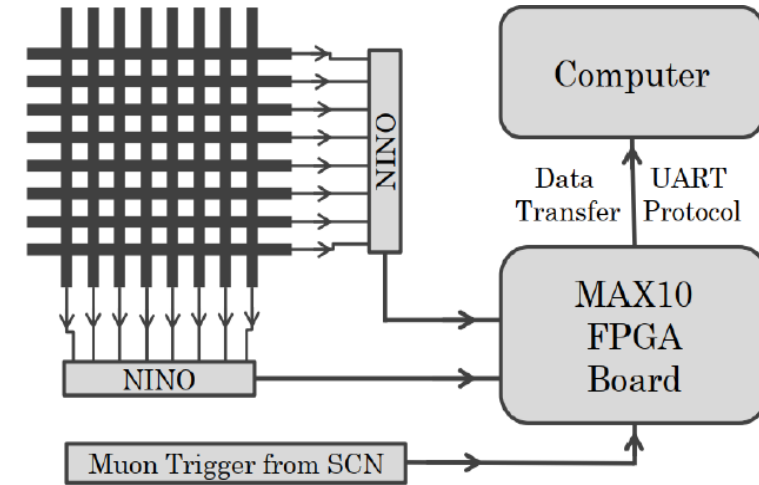 NINO
Computer
Data
Transfer
UART
Protocol
MAX10
FPGA
Board
NINO
Muon Trigger from SCN